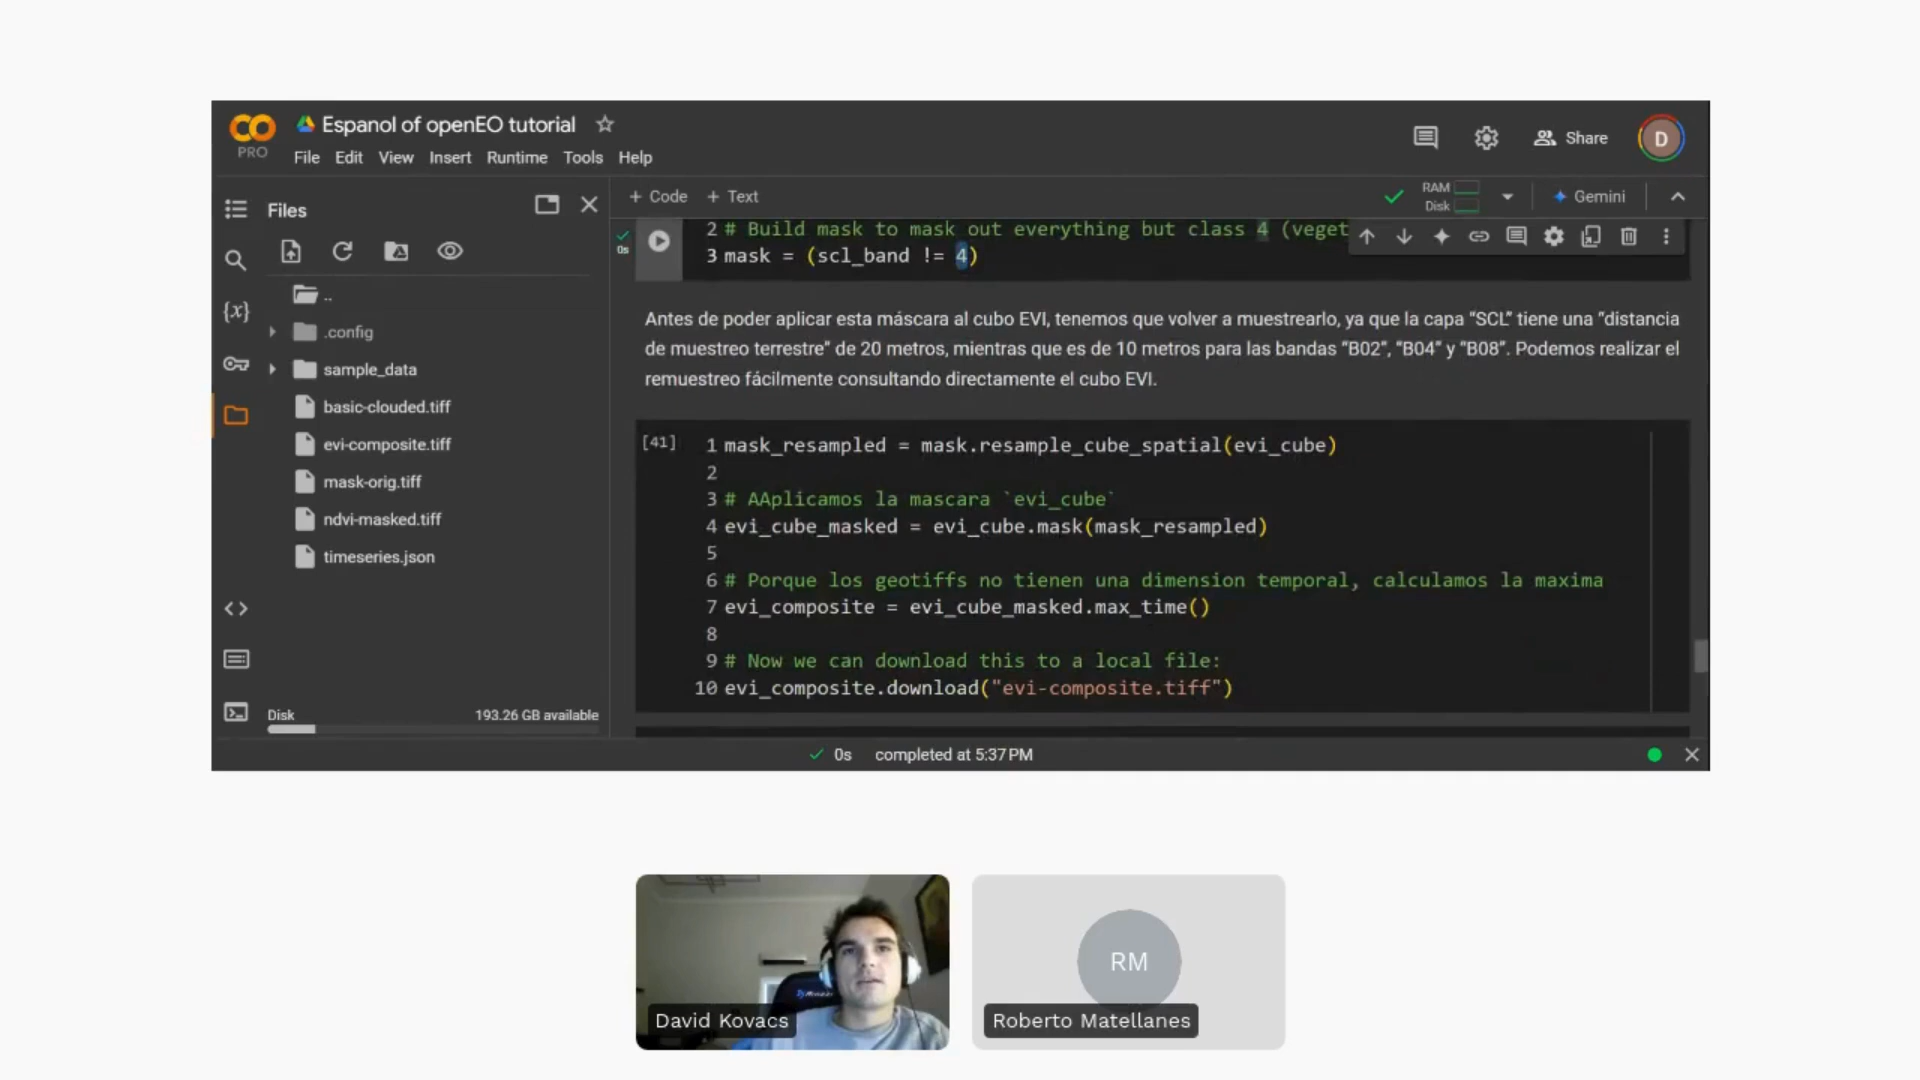 PRO
Espanol of openEO tutorial
File Edit View Insert Runtime Tools Help
Share
D
Files
+ Code + Text
RAM
Disk
Gemini
..
.config
sample_data
basic-clouded.tiff
evi-composite.tiff
mask-orig.tiff
ndvi-masked.tiff
timeseries.json
Disk 193.26 GB available
0s
2 # Build mask to mask out everything but class 4 (veget
3 mask = (scl_band != 4)
Antes de poder aplicar esta máscara al cubo EVI, tenemos que volver a muestrearlo, ya que la capa “SCL” tiene una “distancia
de muestreo terrestre” de 20 metros, mientras que es de 10 metros para las bandas “B02”, “B04” y “B08”. Podemos realizar el
remuestreo fácilmente consultando directamente el cubo EVI.
[41]
1 mask_resampled = mask.resample_cube_spatial(evi_cube)
2
3 # AAplicamos la mascara `evi_cube`
4 evi_cube_masked = evi_cube.mask(mask_resampled)
5
6 # Porque los geotiffs no tienen una dimension temporal, calculamos la maxima
7 evi_composite = evi_cube_masked.max_time()
8
9 # Now we can download this to a local file:
10 evi_composite.download("evi-composite.tiff")
0s completed at 5:37 PM
David Kovacs
RM
Roberto Matellanes